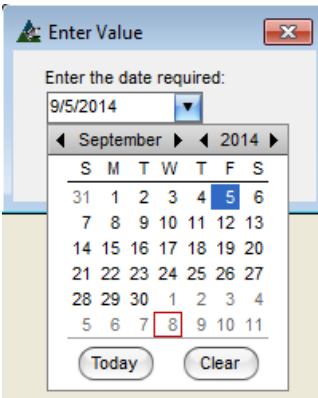 Enter Value
Enter the date required:
9/5/2014
September 2014
S M T W T F S
31 1 2 3 4 5 6
7 8 9 10 11 12 13
14 15 16 17 18 19 20
21 22 23 24 25 26 27
28 29 30 1 2 3 4
5 6 7 8 9 10 11
Today Clear